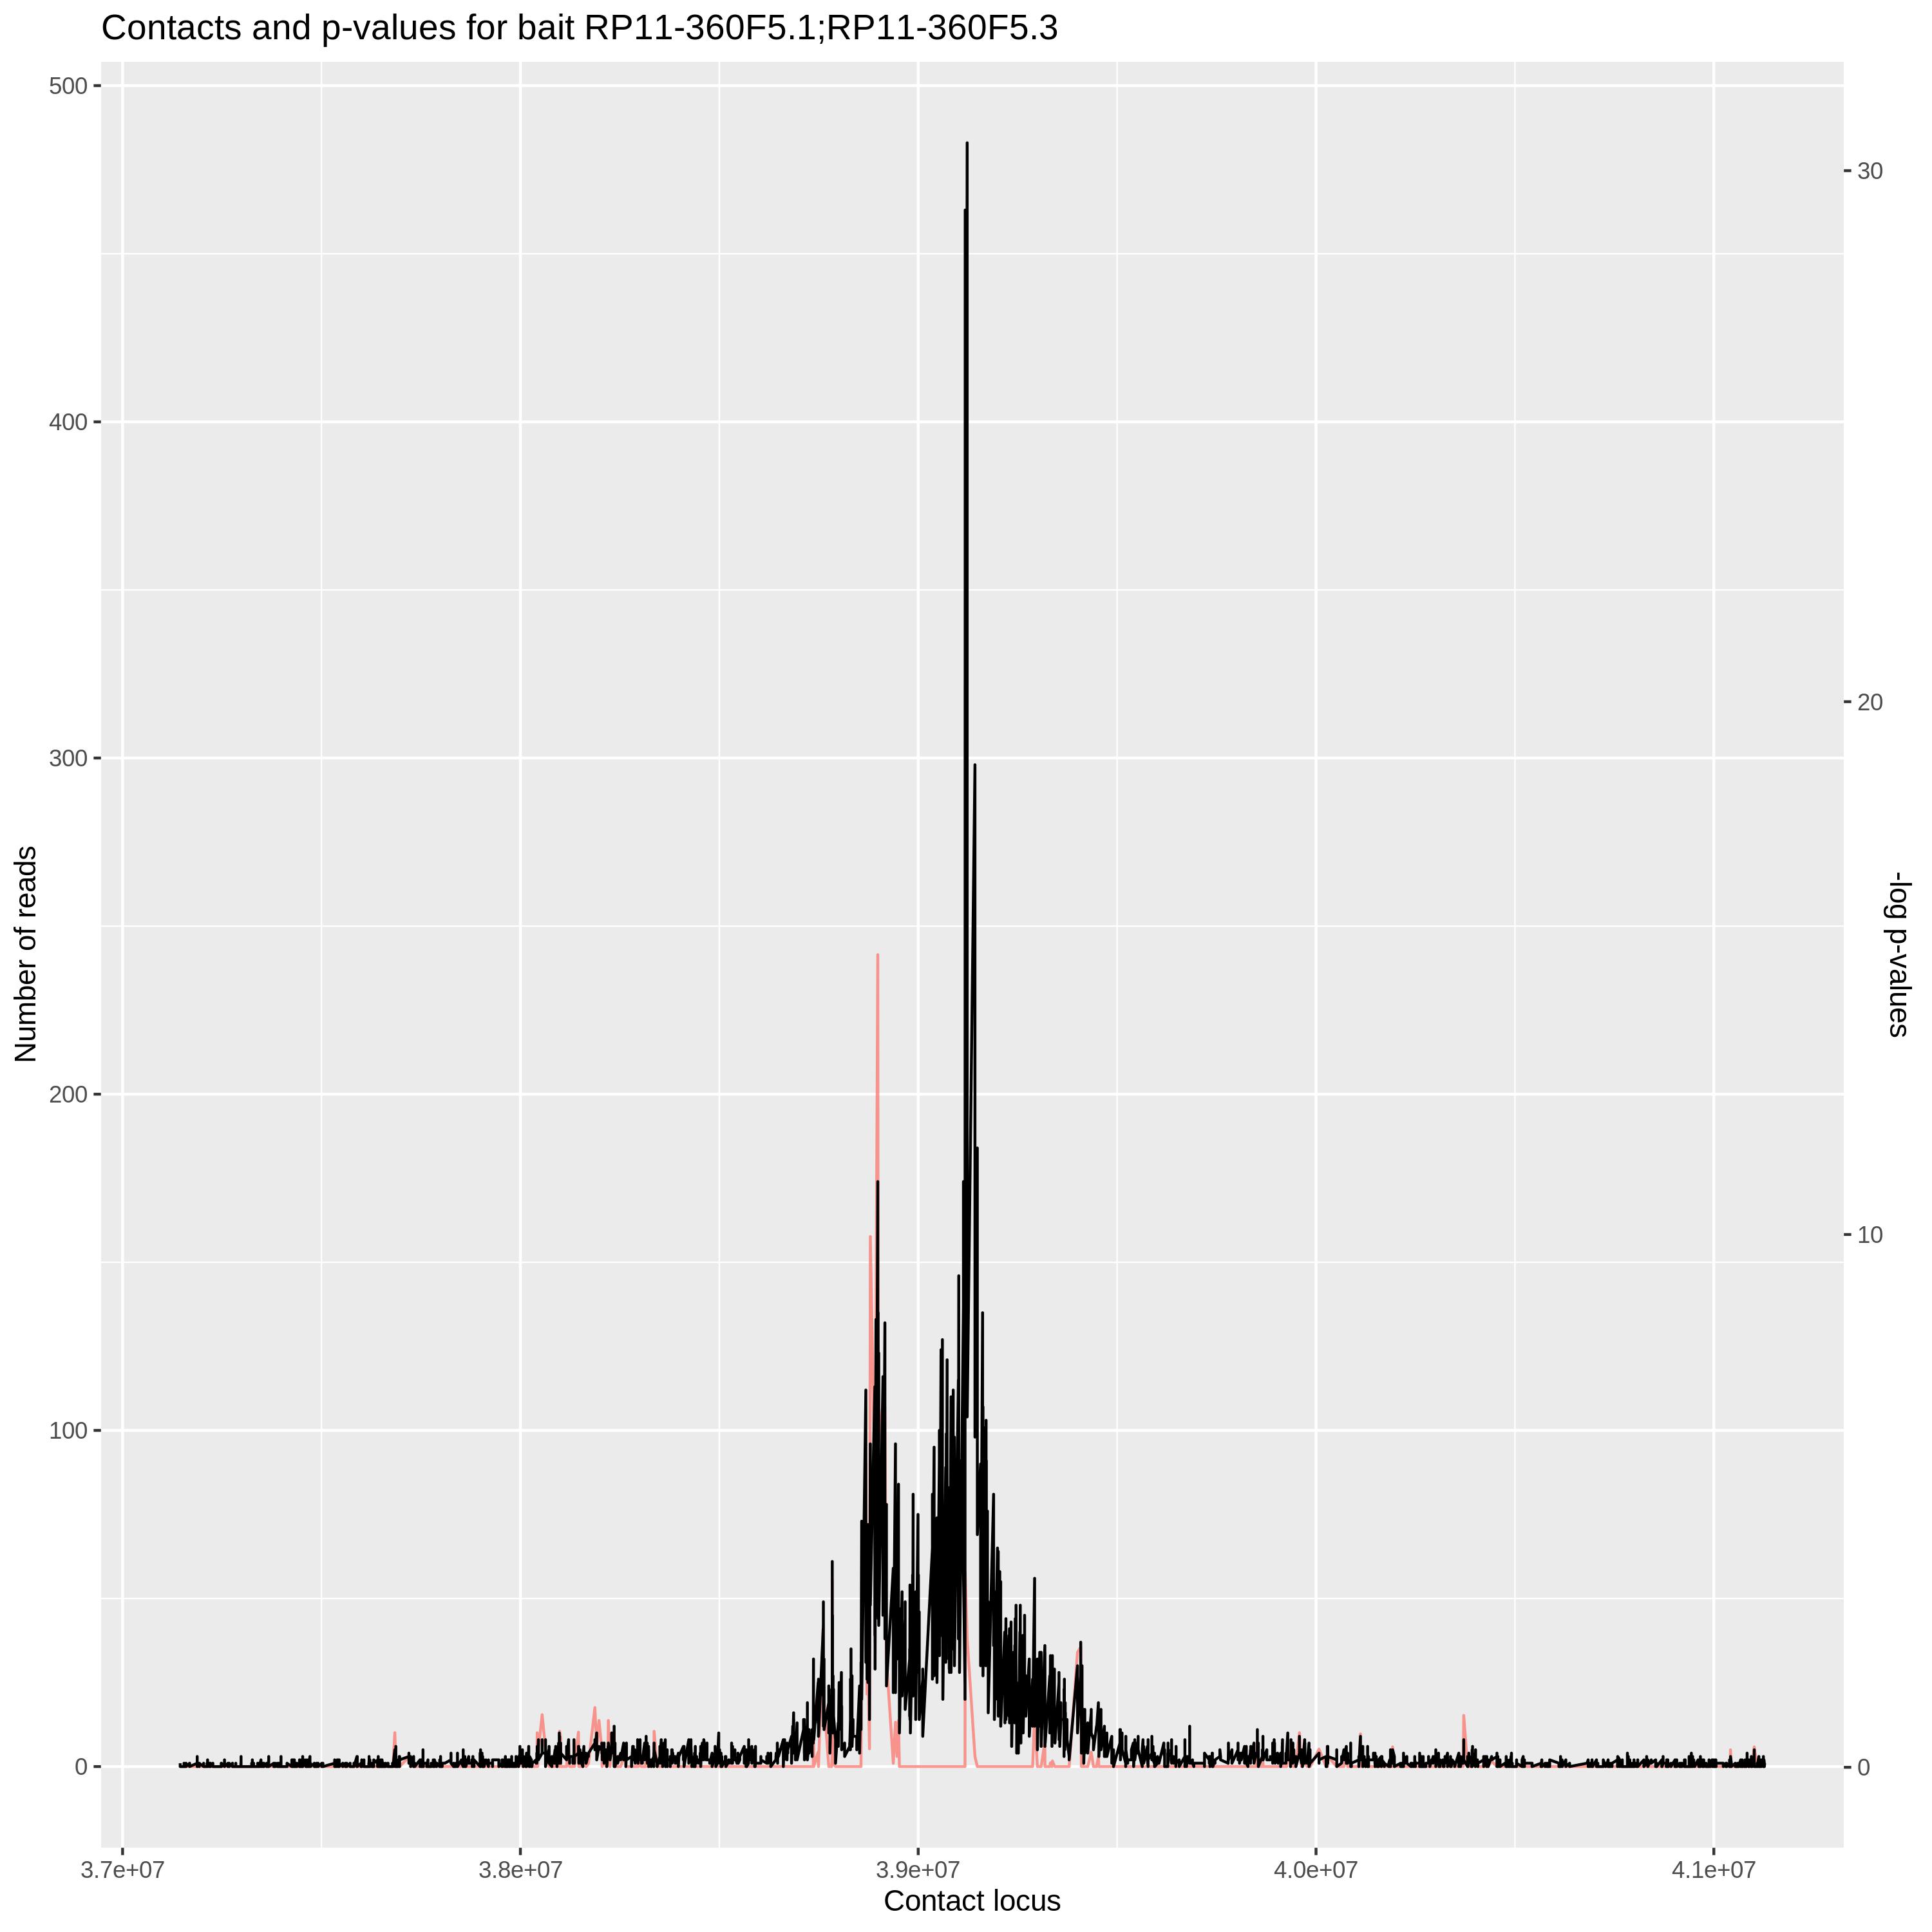 Contacts and p-values for bait RP11-360F5.1;RP11-360F5.3
500
400
300
200
100
0
Number of reads
30
20
10
0
-log p-values
3.7e+07
3.8e+07
3.9e+07
4.0e+07
4.1e+07
Contact locus